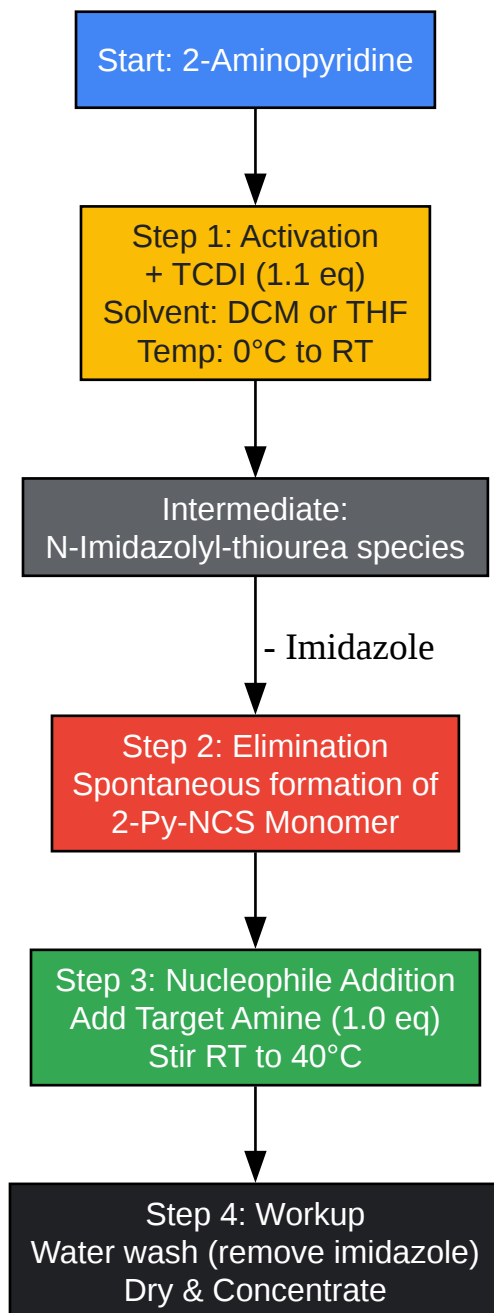 Start: 2-Aminopyridine
Step 1: Activation
+ TCDI (1.1 eq)
Solvent: DCM or THF
Temp: 0°C to RT
Intermediate:
N-Imidazolyl-thiourea species
- Imidazole
Step 2: Elimination
Spontaneous formation of
2-Py-NCS Monomer
Step 3: Nucleophile Addition
Add Target Amine (1.0 eq)
Stir RT to 40°C
Step 4: Workup
Water wash (remove imidazole)
Dry & Concentrate